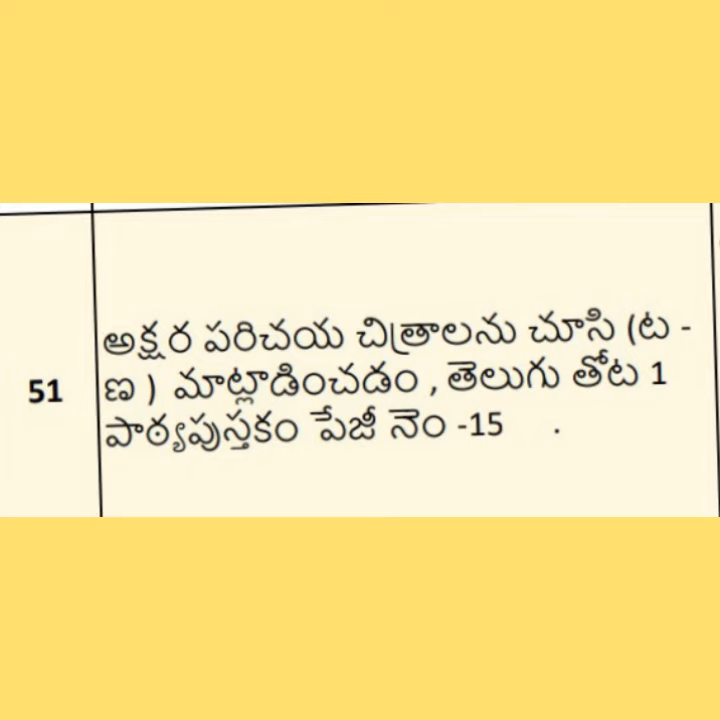 అక్షర పరిచయ చిత్రాలను చూసి (ట -
51 ణ ) మాట్లాడించడం , తెలుగు తోట 1
పాఠ్యపుస్తకం పేజీ నెం -15 .